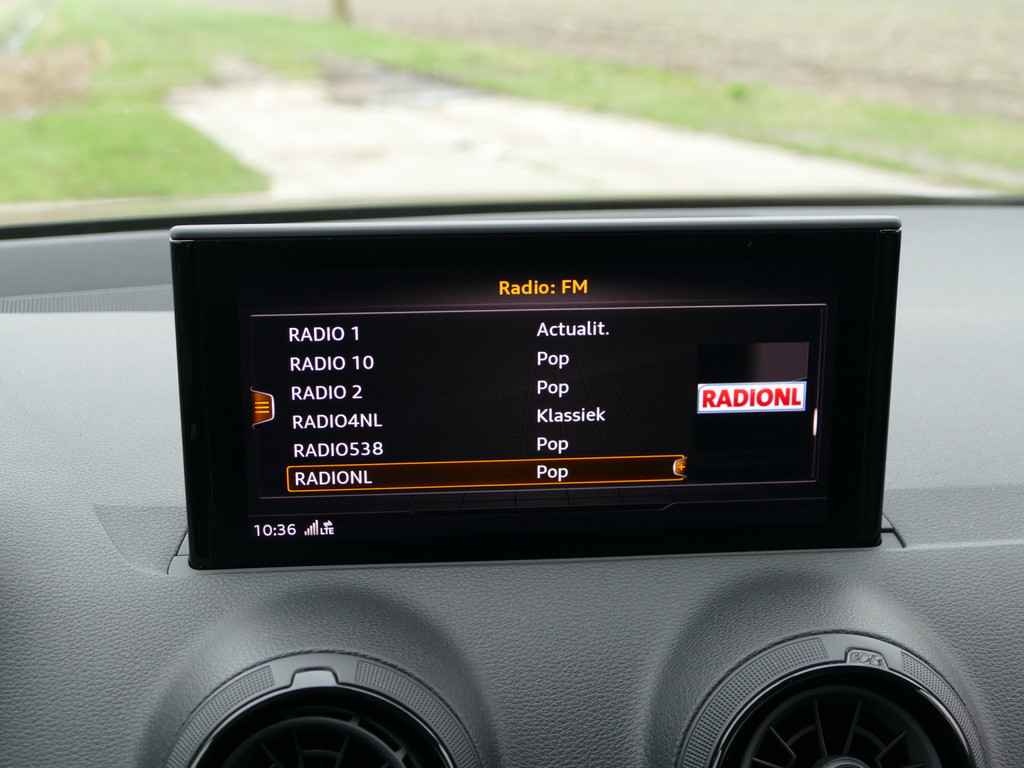 Radio: FM
RADIO 1 Actualit.
RADIO 10 Pop
RADIO 2 Pop
RADIO4NL Klassiek
RADIO538 Pop
RADIONL Pop
RADIONL
10:36 LTE